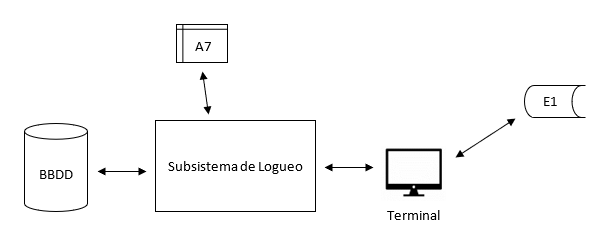 A7
E1
BBDD
Subsistema de Logueo
Terminal